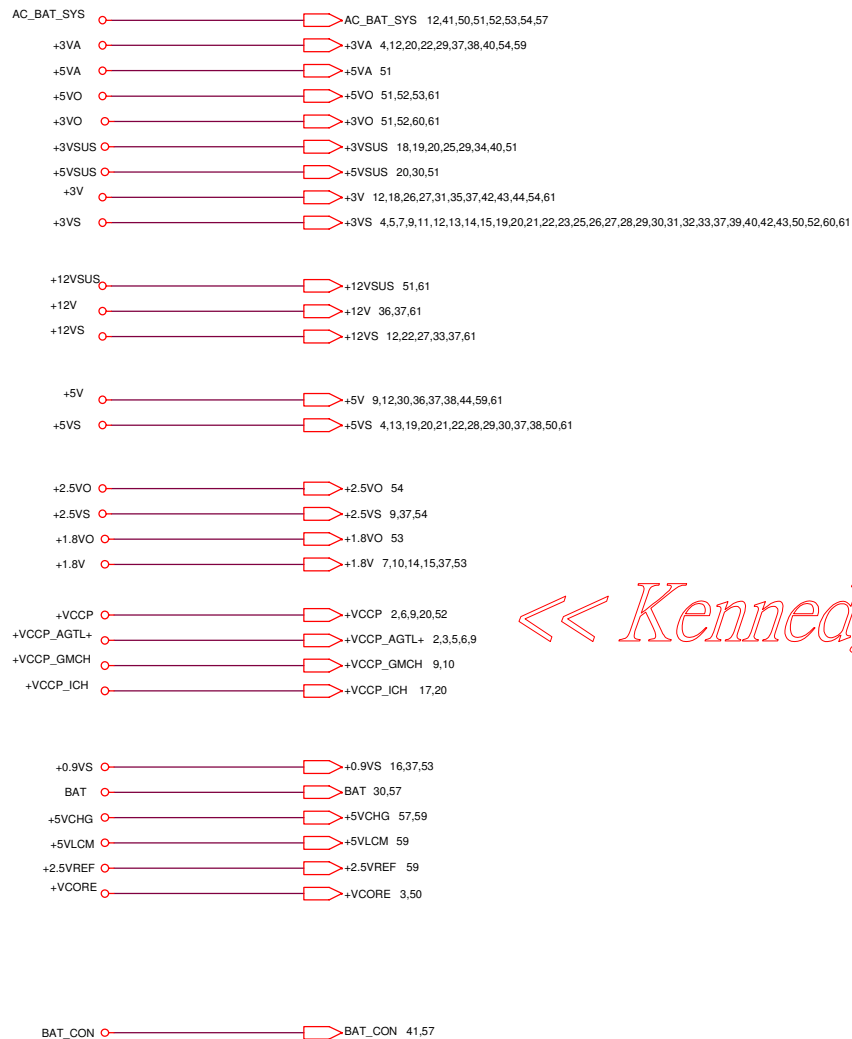 AC_BAT_SYS AC_BAT_SYS 12,41,50,51,52,53,54,57
+3VA +3VA 4,12,20,22,29,37,38,40,54,59
+5VA +5VA 51
+5VO +5VO 51,52,53,61
+3VO +3VO 51,52,60,61
+3VSUS +3VSUS 18,19,20,25,29,34,40,51
+5VSUS +5VSUS 20,30,51
+3V +3V 12,18,26,27,31,35,37,42,43,44,54,61
+3VS +3VS 4,5,7,9,11,12,13,14,15,19,20,21,22,23,25,26,27,28,29,30,31,32,33,37,39,40,42,43,50,52,60,61
+12VSUS +12VSUS 51,61
+12V +12V 36,37,61
+12VS +12VS 12,22,27,33,37,61
+5V +5V 9,12,30,36,37,38,44,59,61
+5VS +5VS 4,13,19,20,21,22,28,29,30,37,38,50,61
+2.5VO +2.5VO 54
+2.5VS +2.5VS 9,37,54
+1.8VO +1.8VO 53
+1.8V +1.8V 7,10,14,15,37,53
<< Kenned
+VCCP +VCCP 2,6,9,20,52
+VCCP_AGTL+ +VCCP_AGTL+ 2,3,5,6,9
+VCCP_GMCH +VCCP_GMCH 9,10
+VCCP_ICH +VCCP_ICH 17,20
+0.9VS +0.9VS 16,37,53
BAT BAT 30,57
+5VCHG +5VCHG 57,59
+5VLCM +5VLCM 59
+2.5VREF +2.5VREF 59
+VCORE +VCORE 3,50
BAT_CON BAT_CON 41,57